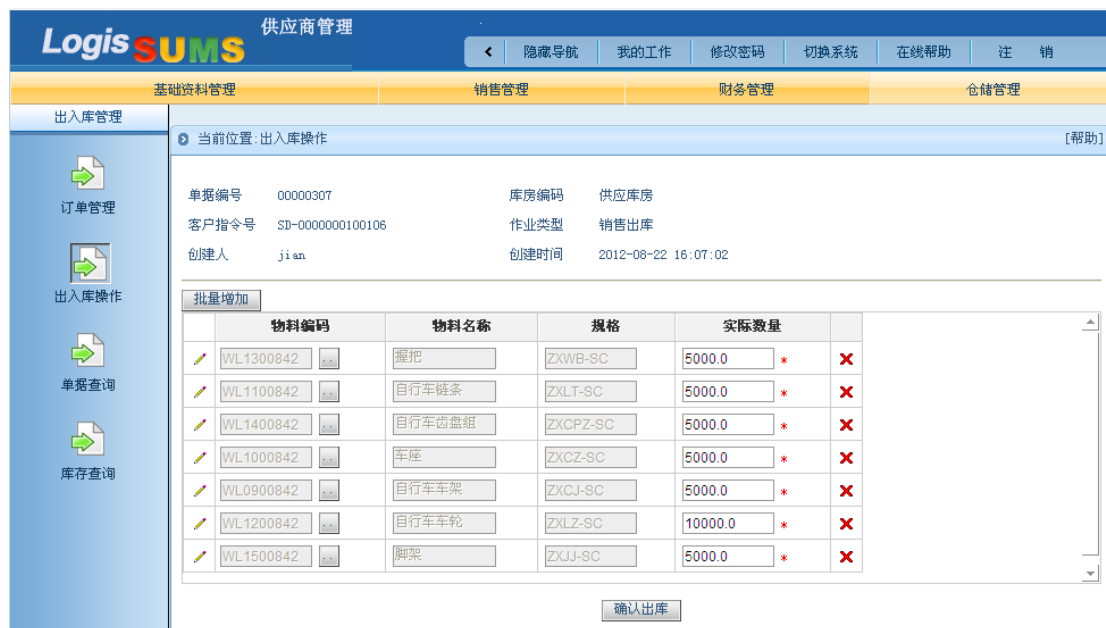 Logis SUMS 供应商管理
隐藏导航 我的工作 修改密码 切换系统 在线帮助 注 销
基础资料管理 销售管理 财务管理 仓储管理
出入库管理
当前位置:出入库操作 [帮助]
订单管理
出入库操作
单据查询
库存查询
单据编号 00000307 库房编码 供应库房
客户指令号 SD-0000000100106 作业类型 销售出库
创建人 jian 创建时间 2012-08-22 16:07:02
批量增加
物料编码 物料名称 规格 实际数量
WL1300842 .. 握把 ZXWB-SC 5000.0 *
WL1100842 .. 自行车链条 ZXLT-SC 5000.0 *
WL1400842 .. 自行车齿盘组 ZXCPZ-SC 5000.0 *
WL1000842 .. 车座 ZXCZ-SC 5000.0 *
WL0900842 .. 自行车车架 ZXCJ-SC 5000.0 *
WL1200842 .. 自行车车轮 ZXLZ-SC 10000.0 *
WL1500842 .. 脚架 ZXJJ-SC 5000.0 *
确认出库